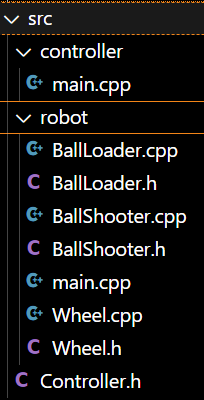 src
controller
main.cpp
robot
BallLoader.cpp
BallLoader.h
BallShooter.cpp
BallShooter.h
main.cpp
Wheel.cpp
Wheel.h
Controller.h